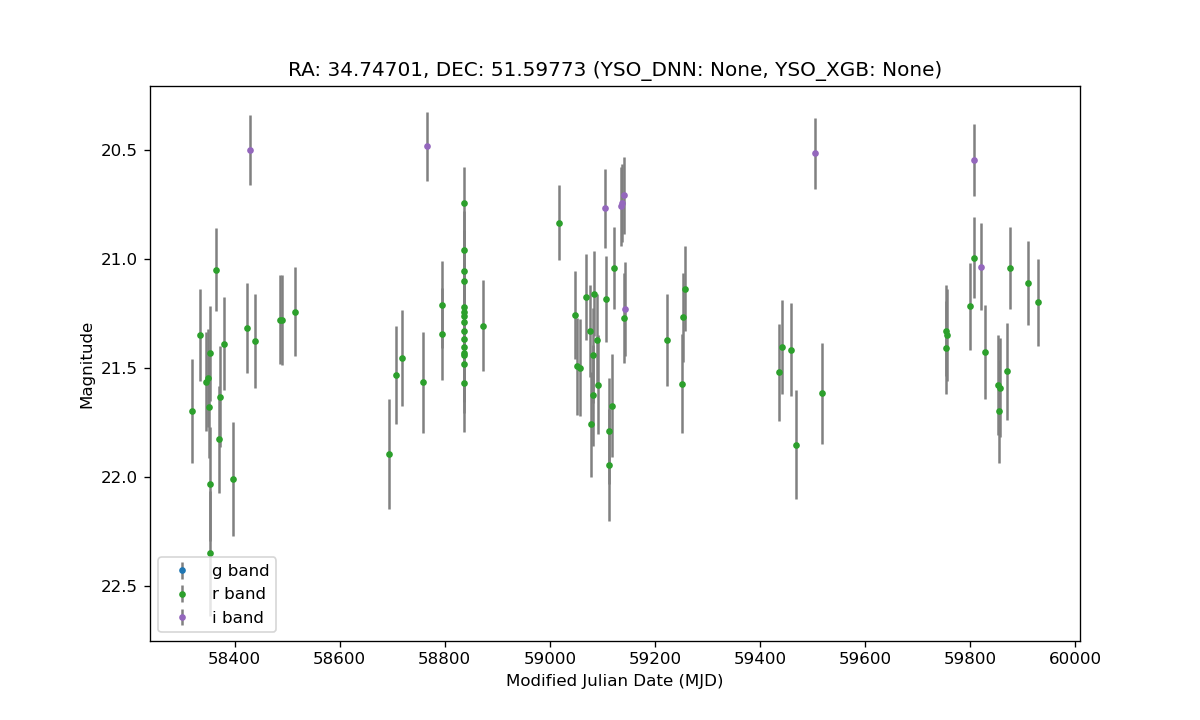 RA: 34.74701, DEC: 51.59773 (YSO_DNN: None, YSO_XGB: None)
20.5
21.0
21.5
22.0
22.5
Magnitude
g band
r band
i band
58400
58600
58800
59000
59200
59400
59600
59800
60000
Modified Julian Date (MJD)